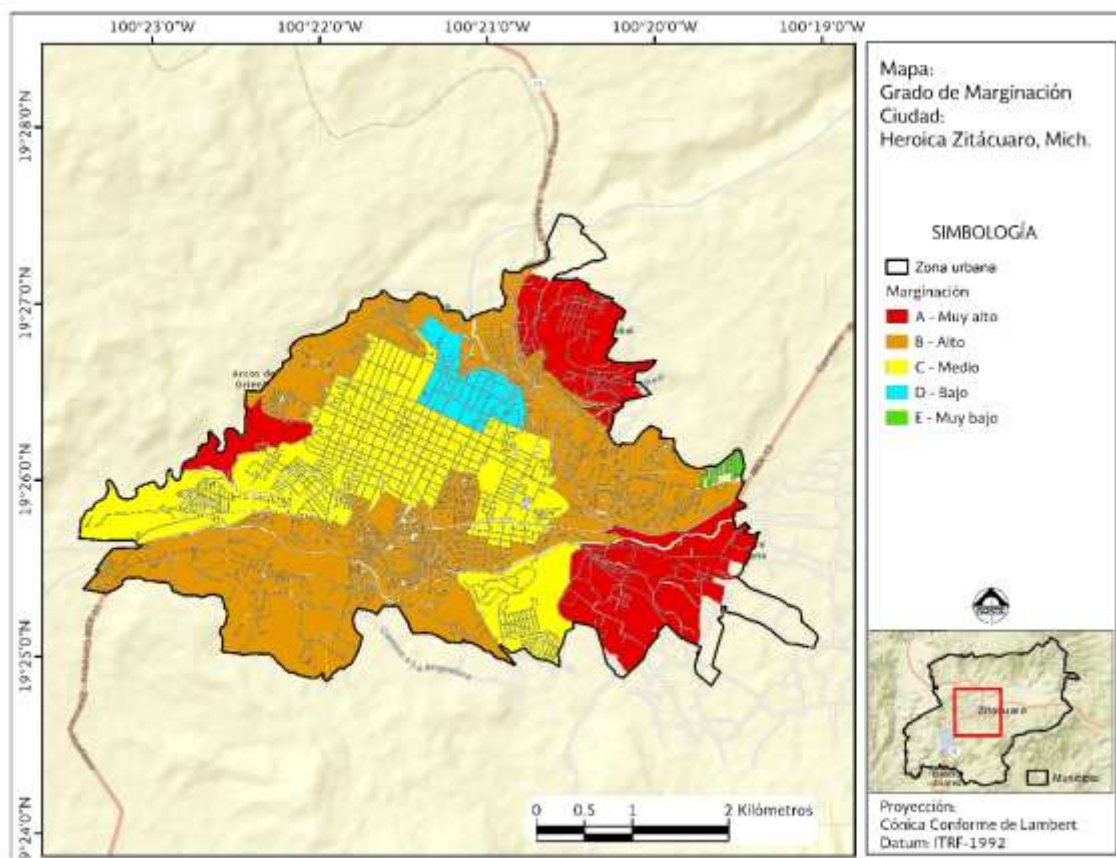 100°23'0"W 100°22'0"W 100°21'0"W 100°20'0"W 100°19'0"W
19°28'0"N
19°27'0"N
19°26'0"N
19°25'0"N
19°24'0"N
Arcos de
0 0.5 1 2 Kilómetros
Mapa:
Grado de Marginación
Ciudad:
Heroica Zitácuaro, Mich.
SIMBOLOGÍA
Zona urbana
Marginación
A - Muy alto
B - Alto
C - Medio
D - Bajo
E - Muy bajo
Zitácuaro
Municipio
Proyección:
Cónica Conforme de Lambert
Datum: ITRF-1992